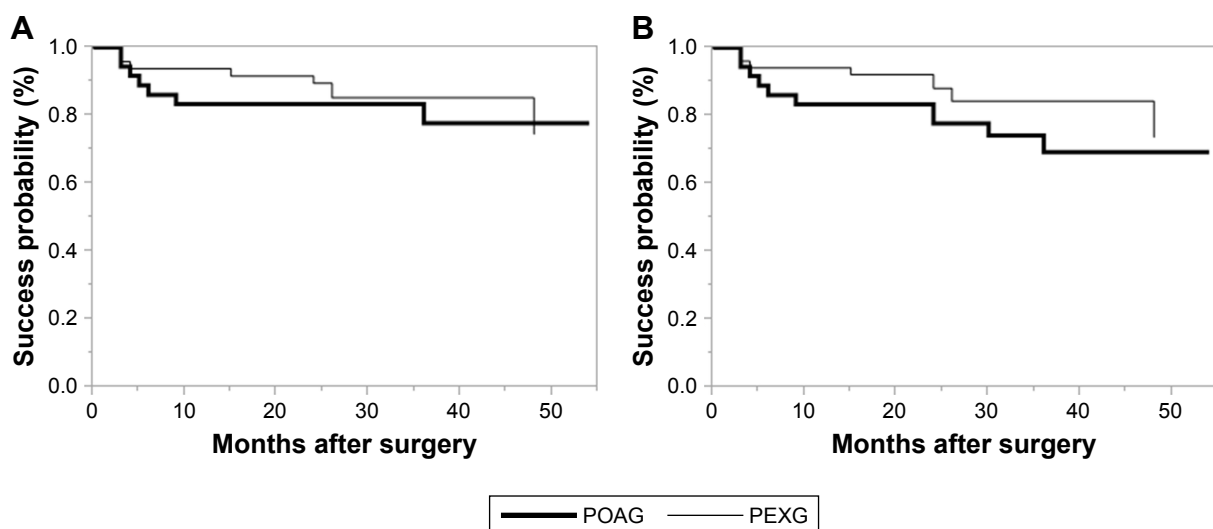 A
Success probability (%)
1.0
0.8
0.6
0.4
0.2
0.0
0 10 20 30 40 50
Months after surgery
B
Success probability (%)
1.0
0.8
0.6
0.4
0.2
0.0
0 10 20 30 40 50
Months after surgery
POAG PEXG